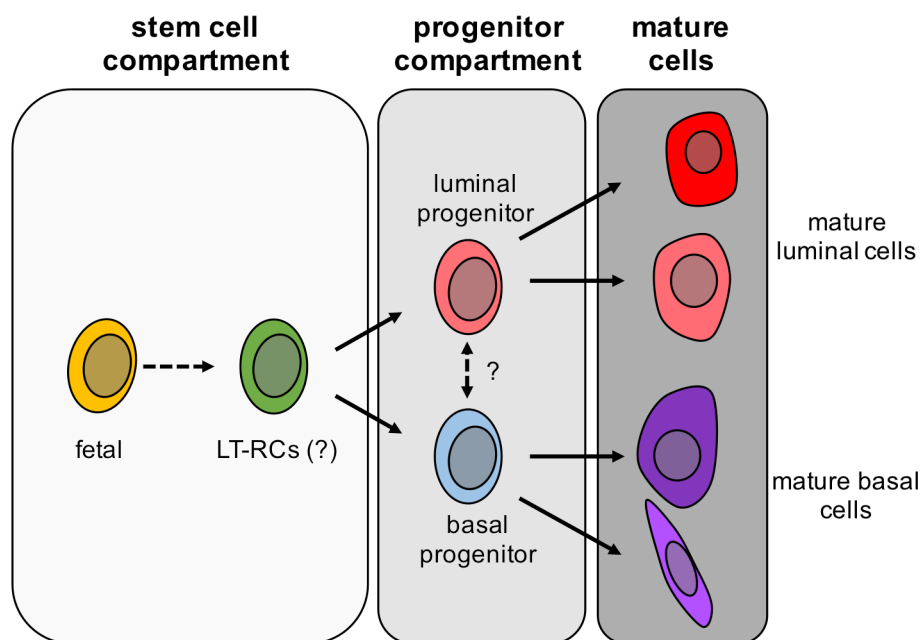 stem cell
compartment
progenitor
compartment
mature
cells
luminal
progenitor
mature
luminal cells
?
fetal
LT-RCs (?)
basal
progenitor
mature basal
cells